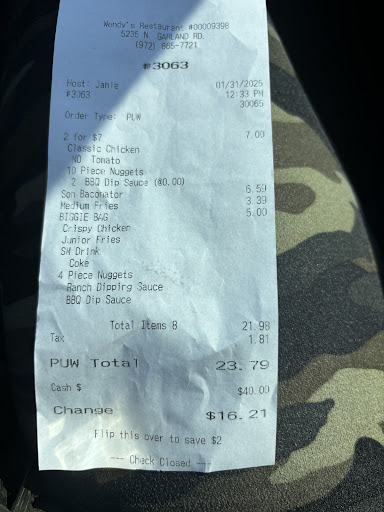 Wendy's Restaurant #00009398
5235 N. GARLAND RD.
(972) 865-7721
#3063
Host: Janie 01/31/2025
#3063 12:33 PM
30065
Order Type: PUW
2 for $7 7.00
Classic Chicken
NO Tomato
10 Piece Nuggets
2 BBQ Dip Sauce (@0.00)
Son Baconator 6.59
Medium Fries 3.39
BIGGIE BAG 5.00
Crispy Chicken
Junior Fries
SM Drink
Coke
4 Piece Nuggets
Ranch Dipping Sauce
BBQ Dip Sauce
Total Items 8 21.98
Tax 1.81
PUW Total 23.79
Cash $ $40.00
Change $16.21
Flip this over to save $2
--- Check Closed ---